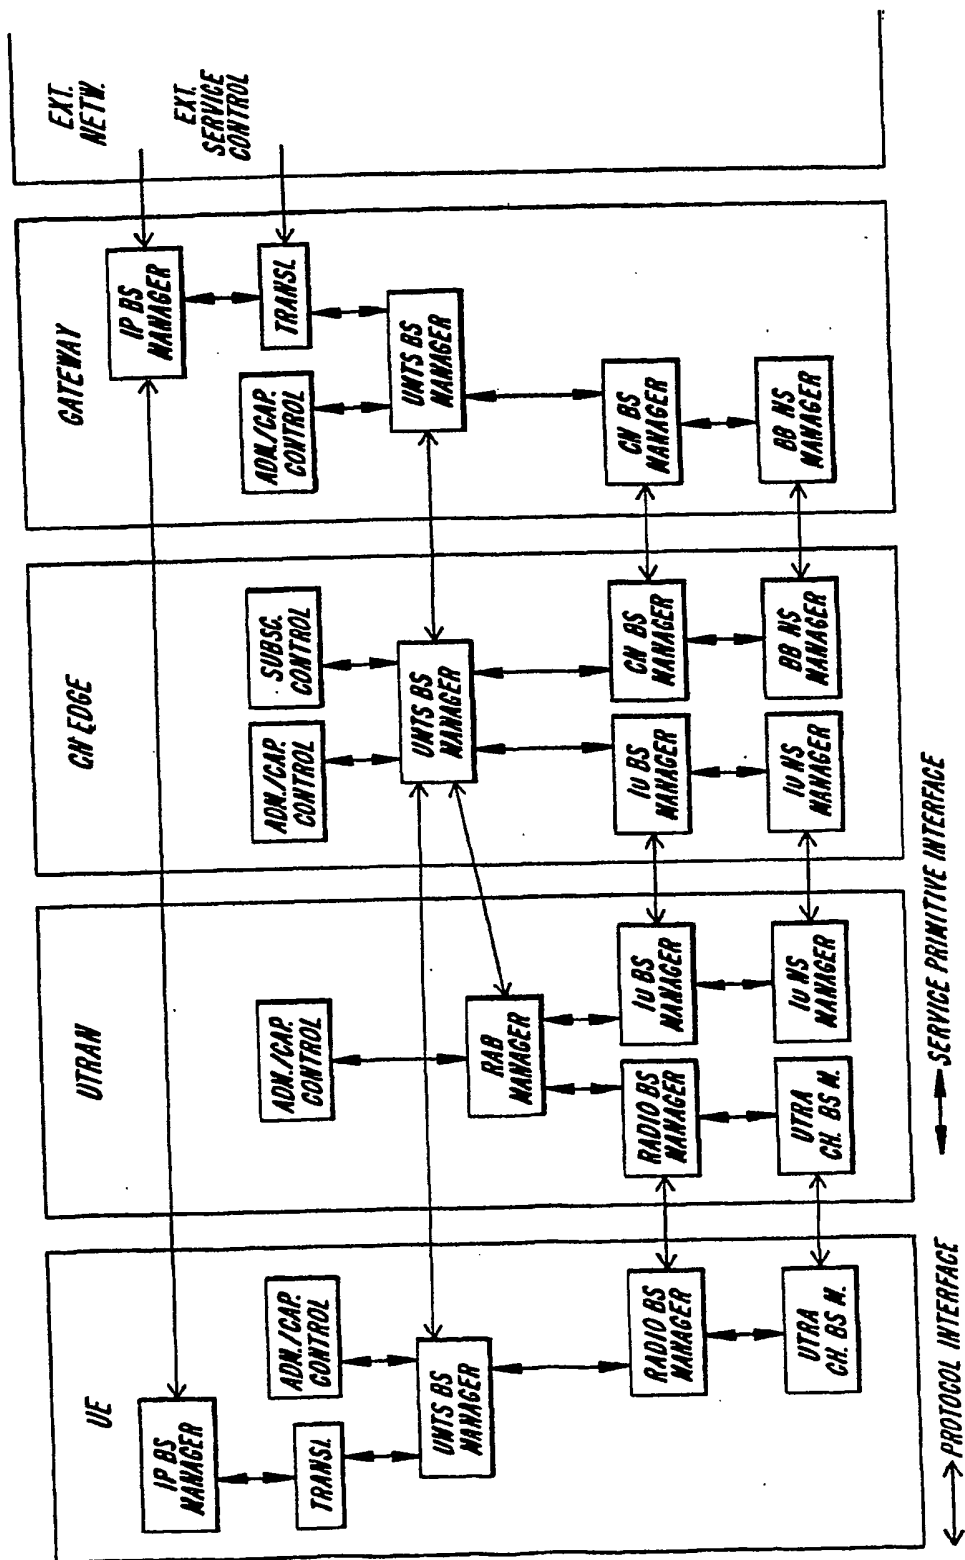 UE
IP BS
MANAGER
TRANSL
ADM./CAP.
CONTROL
UMTS BS
MANAGER
RADIO BS
MANAGER
UTRA
CH. BS M.
UTRAN
ADM./CAP.
CONTROL
RAB
MANAGER
RADIO BS
MANAGER
IU BS
MANAGER
UTRA
CH. BS M.
IU NS
MANAGER
CN EDGE
ADM./CAP.
CONTROL
SUBSC.
CONTROL
UMTS BS
MANAGER
IU BS
MANAGER
CN BS
MANAGER
IU NS
MANAGER
BB NS
MANAGER
GATEWAY
IP BS
MANAGER
ADM./CAP.
CONTROL
TRANSL
UMTS BS
MANAGER
CN BS
MANAGER
BB NS
MANAGER
EXT.
NETW.
EXT.
SERVICE
CONTROL
PROTOCOL INTERFACE
SERVICE PRIMITIVE INTERFACE